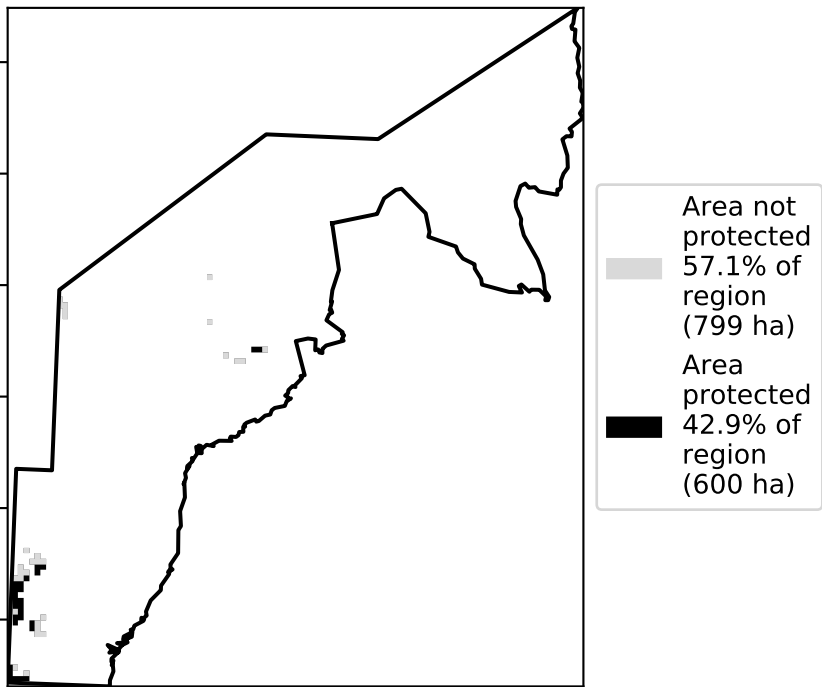 Area not
protected
57.1% of
region
(799 ha)
Area
protected
42.9% of
region
(600 ha)